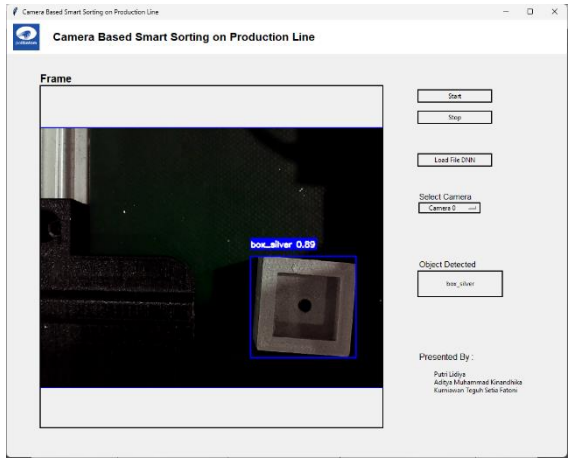 Camera Based Smart Sorting on Production Line
Camera Based Smart Sorting on Production Line
Frame
box_silver 0.89
Start
Stop
Load File DNN
Select Camera
Camera 0
Object Detected
box_silver
Presented By :
Putri Lidiya
Aditya Muhammad Kinandhika
Kurniawan Teguh Setia Fatoni